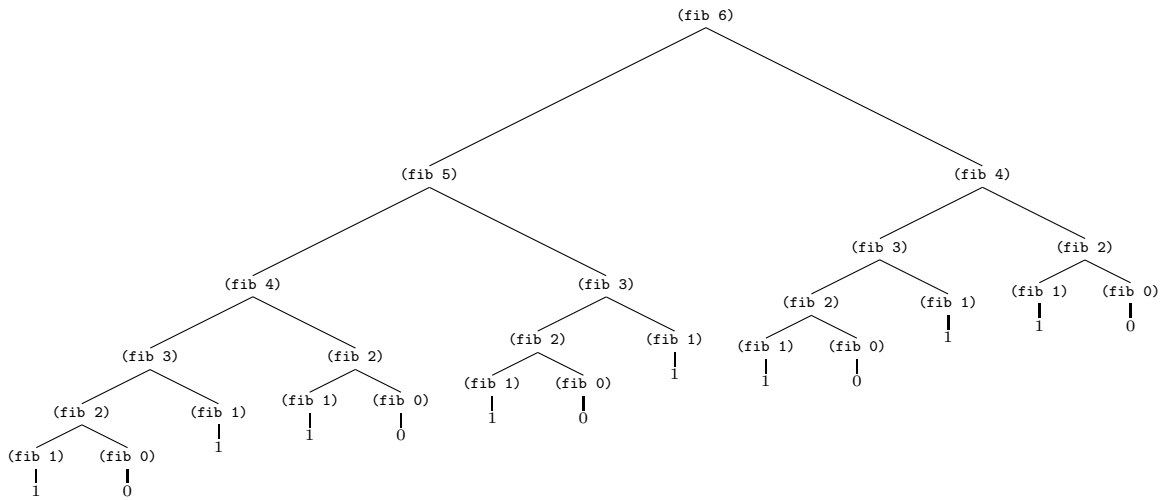 (fib 6)
(fib 5) (fib 4)
(fib 3) (fib 2)
(fib 4) (fib 3)
(fib 1) (fib 0)
(fib 2) (fib 1)
1 0
1
(fib 2) (fib 1)
(fib 1) (fib 0)
(fib 3) (fib 2)
1
1 0
(fib 1) (fib 0)
(fib 1) (fib 0)
(fib 2) (fib 1)
1 0
1 0
1
(fib 1) (fib 0)
1 0